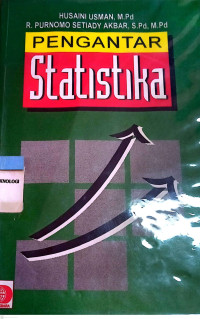 HUSAINI USMAN, M.Pd
R. PURNOMO SETIADY AKBAR, S.Pd, M.Pd
PENGANTAR
Statistika